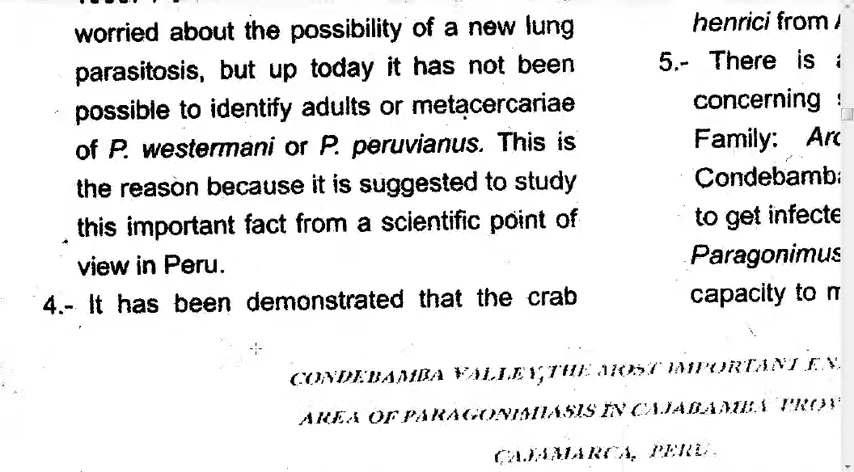 worried about the possibility of a new lung
parasitosis, but up today it has not been
possible to identify adults or metacercariae
of P. westermani or P. peruvianus. This is
the reason because it is suggested to study
this important fact from a scientific point of
view in Peru.
4.- It has been demonstrated that the crab
henrici from
5.- There is
concerning
Family:
to get
Paragonimus
capacity to
CONDEBAMBA VALLEY, THE MOST IMPORTANT
AREA OF PARAGONIMIASIS IN CAJABAMBA
CAJAMARCA, PERU.